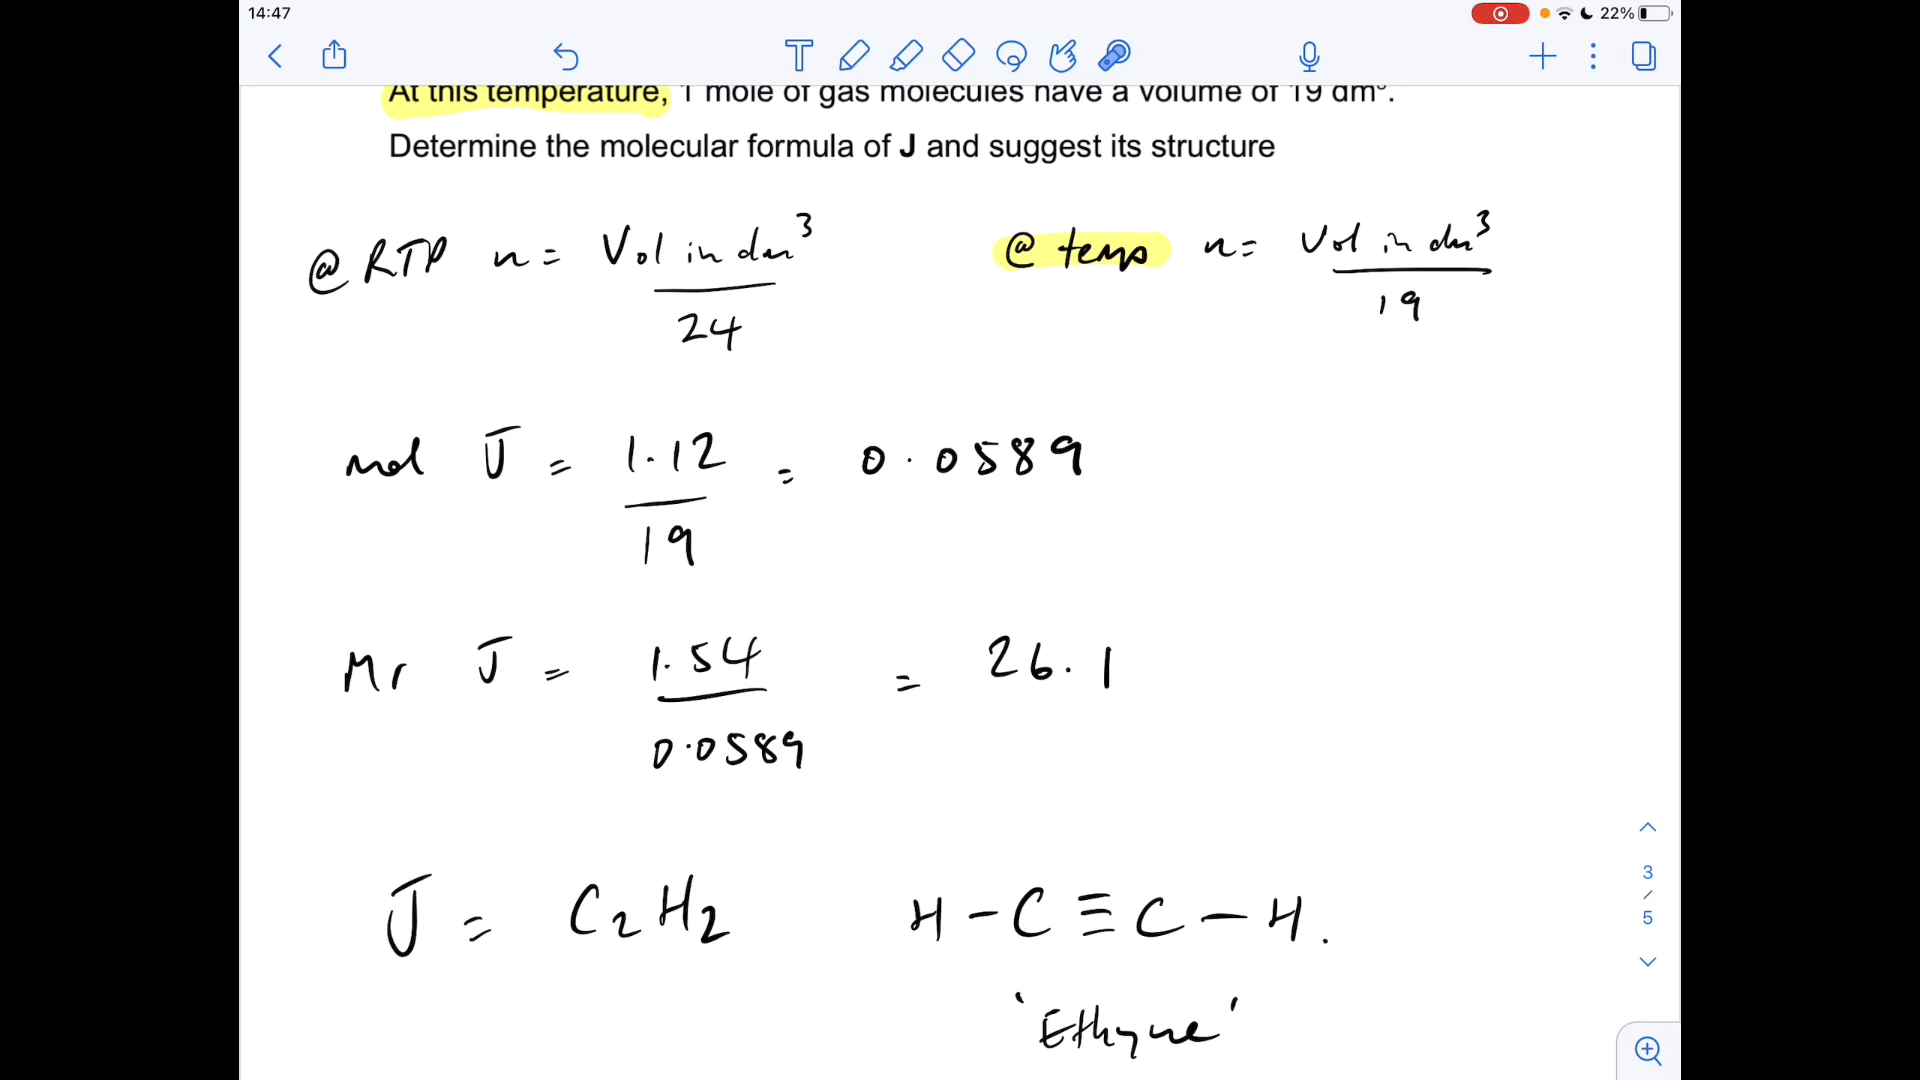 14:47
22%
At this temperature, 1 mole of gas molecules have a volume of 19 dm³.
Determine the molecular formula of J and suggest its structure
@ RTP n = Vol in dm³
24
@ temp n = Vol in dm³
19
mol J = 1.12 = 0.0589
19
Mr J = 1.54 = 26.1
0.0589
J = C₂H₂ H-C≡C-H.
'Ethyne'
3
/
5